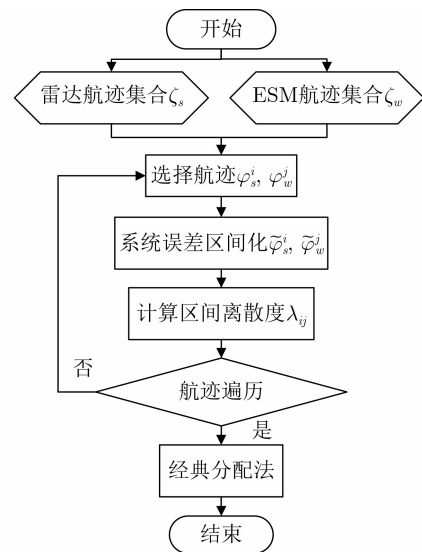 开始
雷达航迹集合ζ_s
ESM航迹集合ζ_w
选择航迹φ_s^i, φ_w^j
系统误差区间化φ̃_s^i, φ̃_w^j
计算区间离散度λ_ij
否
航迹遍历
是
经典分配法
结束